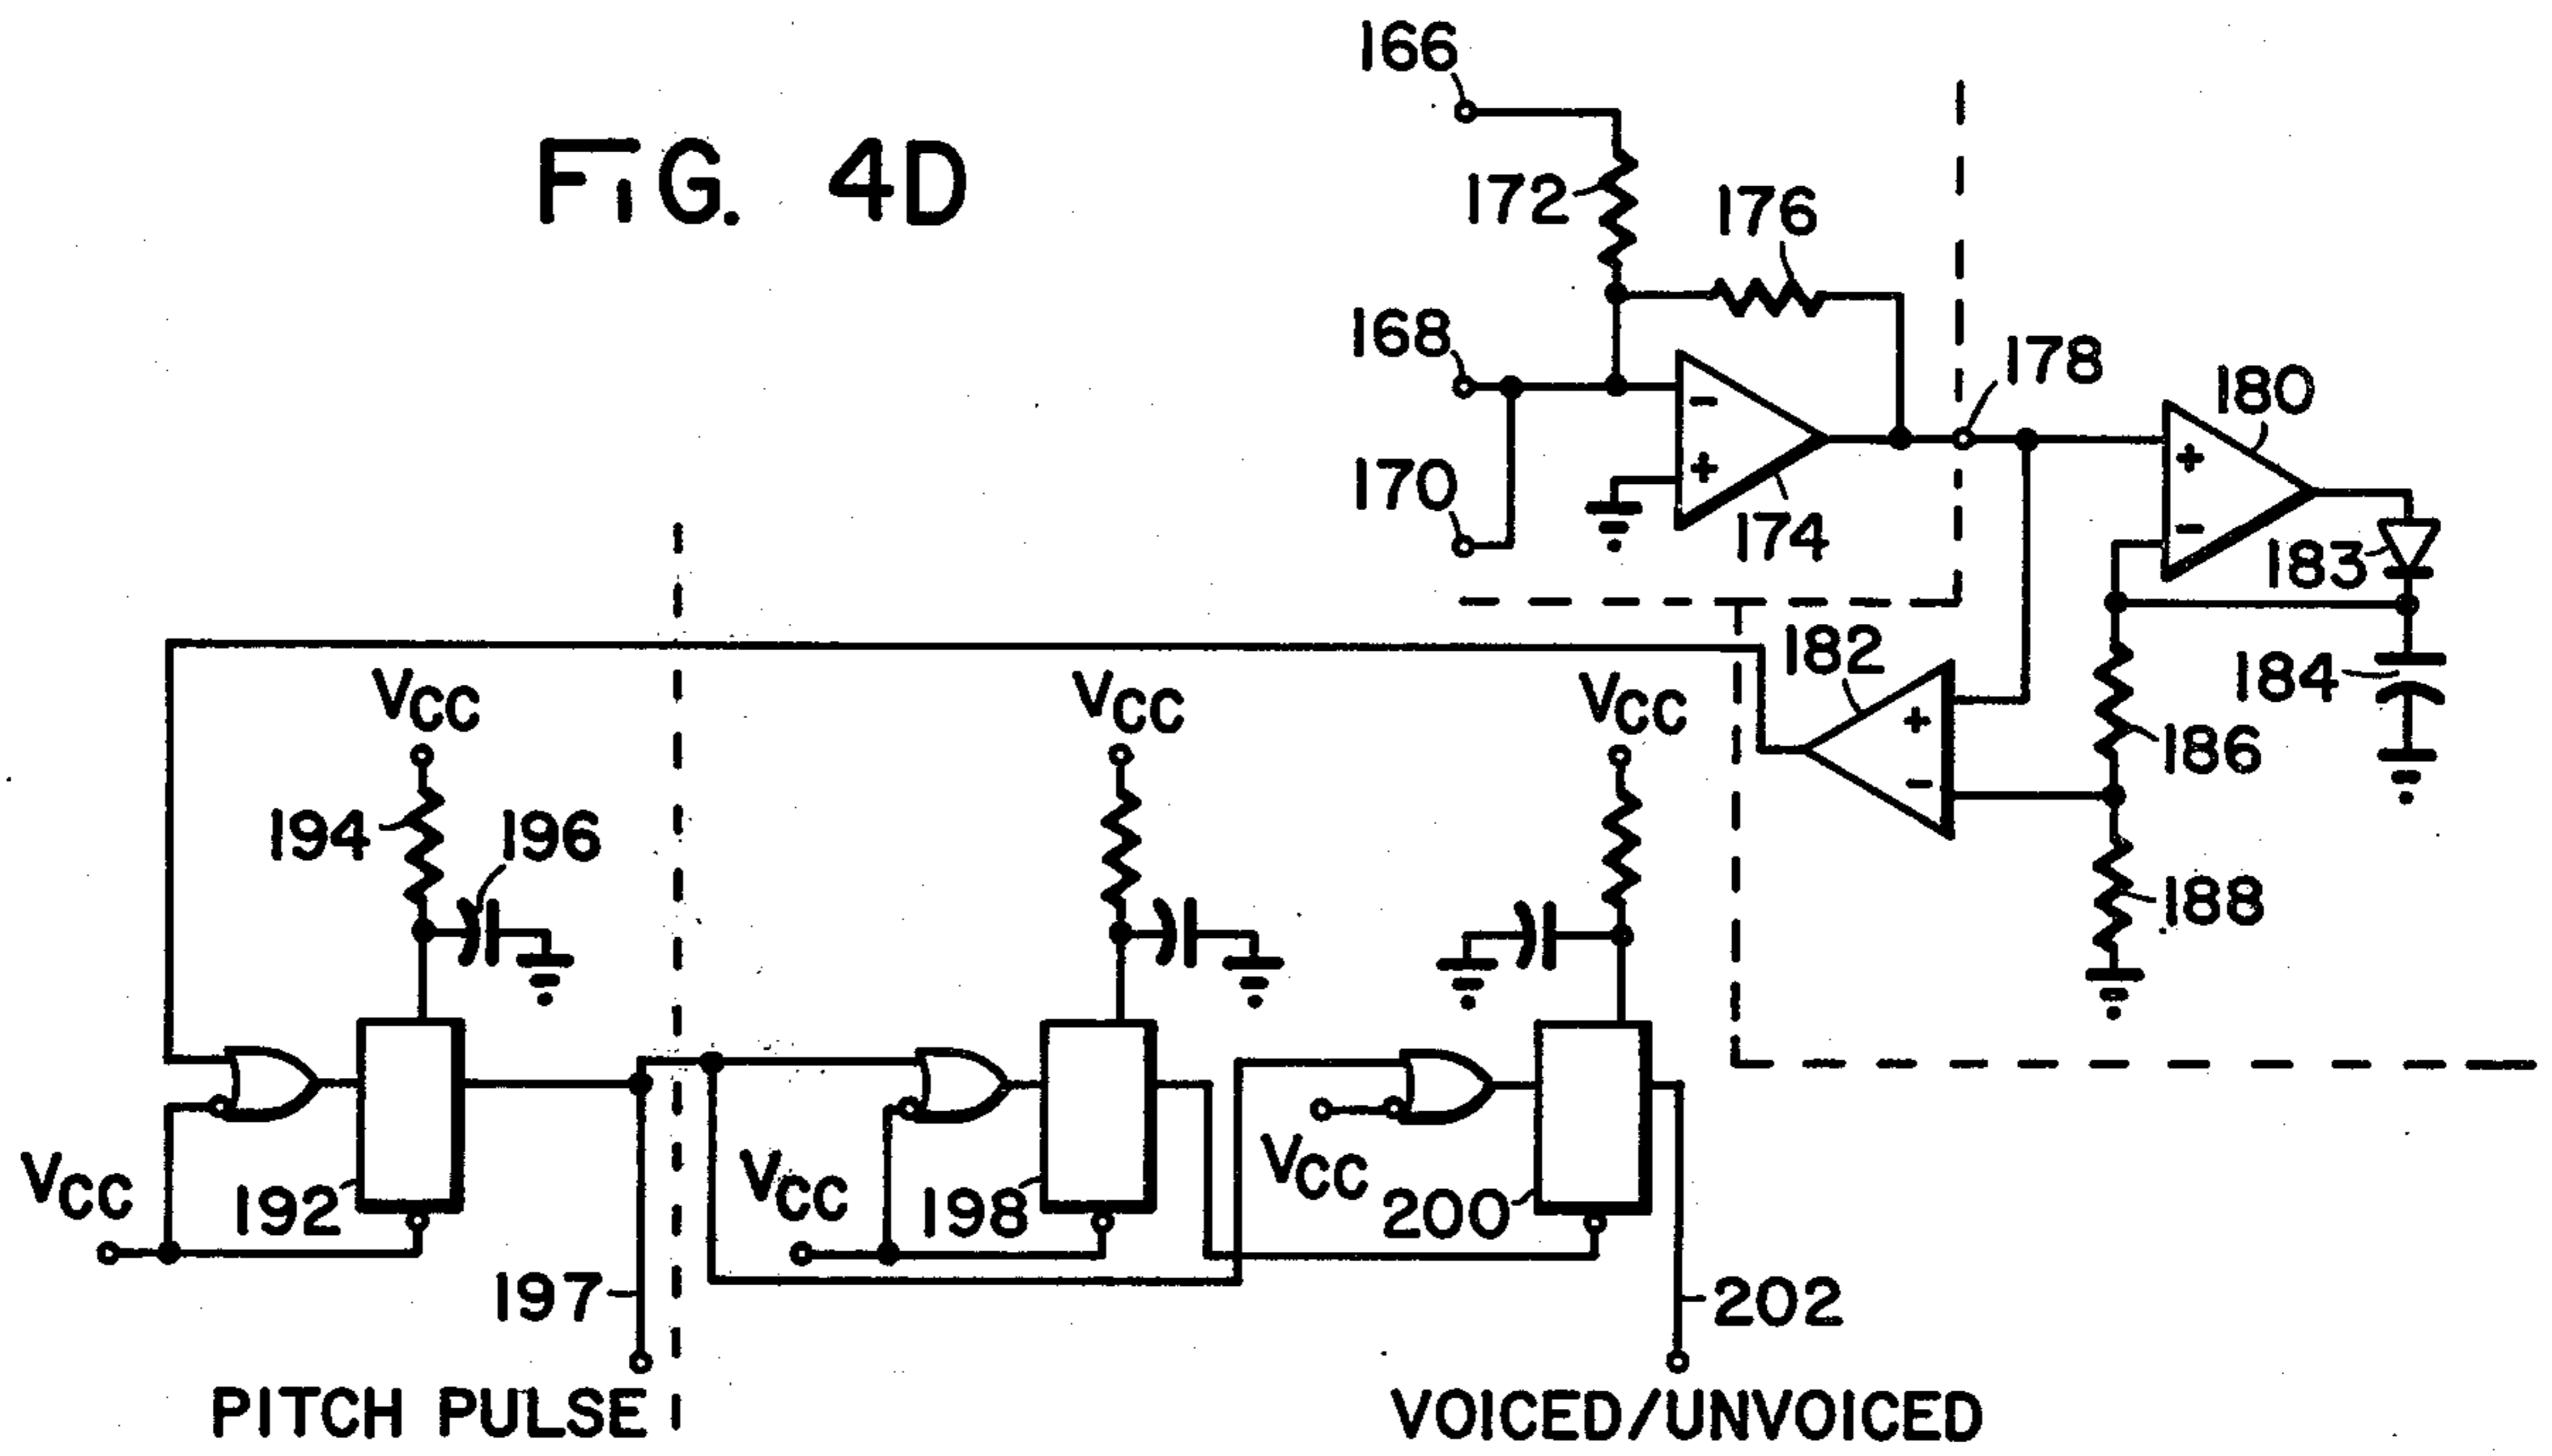 FIG. 4D
166
172
176
168
178
180
170
174
183
182
184
VCC
VCC
VCC
186
194
196
188
+
-
+
-
+
-
VCC
192
VCC
198
VCC
200
197
202
PITCH PULSE
VOICED/UNVOICED